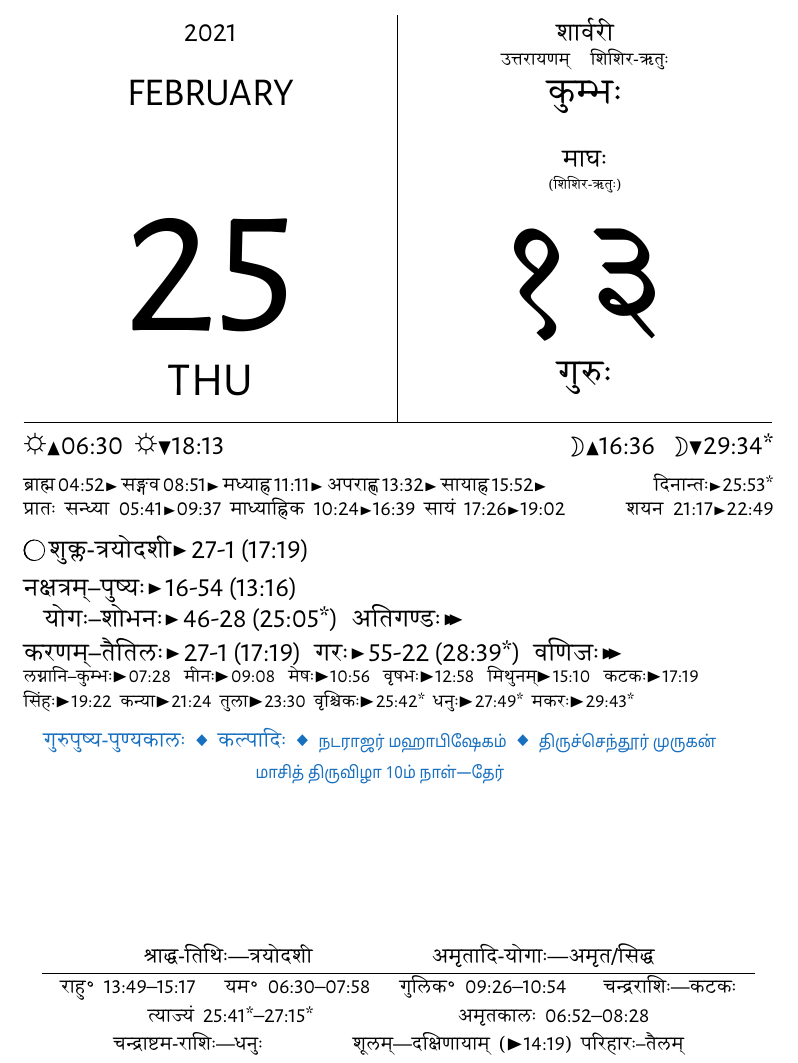 2021
FEBRUARY
25
THU
शार्वरी
उत्तरायणम् शिशिर-ऋतुः
कुम्भः
माघः
(शिशिर-ऋतुः)
१३
गुरुः
☼▲06:30 ☼▼18:13 ☽▲16:36 ☽▼29:34*
ब्राह्म 04:52► सङ्गव 08:51► मध्याह्न 11:11► अपराह्ण 13:32► सायाह्न 15:52► दिनान्तः►25:53*
प्रातः सन्ध्या 05:41►09:37 माध्याह्निक 10:24►16:39 सायं 17:26►19:02 शयन 21:17►22:49
◯शुक्ल-त्रयोदशी►27-1 (17:19)
नक्षत्रम्–पुष्यः►16-54 (13:16)
योगः–शोभनः►46-28 (25:05*) अतिगण्डः►►
करणम्–तैतिलः►27-1 (17:19) गरः►55-22 (28:39*) वणिजः►►
लग्नानि–कुम्भः►07:28 मीनः►09:08 मेषः►10:56 वृषभः►12:58 मिथुनम्►15:10 कटकः►17:19
सिंहः►19:22 कन्या►21:24 तुला►23:30 वृश्चिकः►25:42* धनुः►27:49* मकरः►29:43*
गुरुपुष्य-पुण्यकालः ◆ कल्पादिः ◆ நடராஜர் மஹாபிஷேகம் ◆ திருச்செந்தூர் முருகன்
மாசித் திருவிழா 10ம் நாள்—தேர்
श्राद्ध-तिथिः—त्रयोदशी अमृतादि-योगाः—अमृत/सिद्ध
राहु° 13:49–15:17 यम° 06:30–07:58 गुलिक° 09:26–10:54 चन्द्रराशिः—कटकः
त्याज्यं 25:41*–27:15* अमृतकालः 06:52–08:28
चन्द्राष्टम-राशिः—धनुः शूलम्—दक्षिणायाम् (►14:19) परिहारः–तैलम्